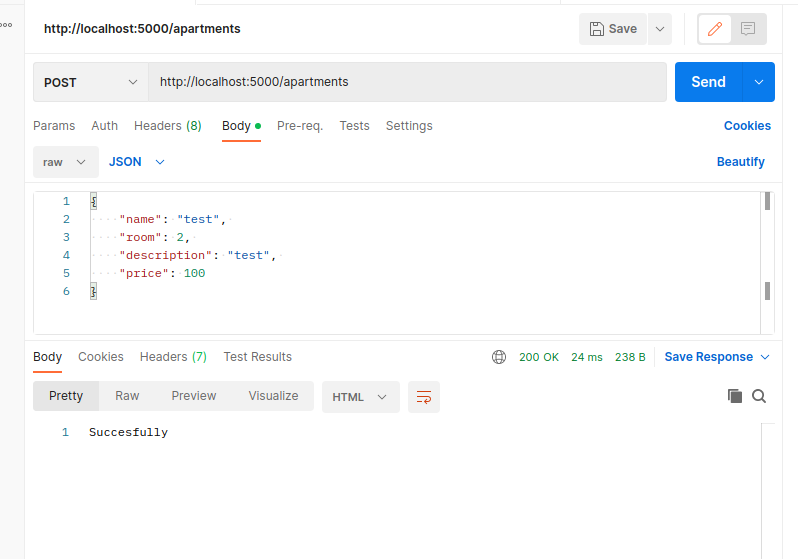 http://localhost:5000/apartments Save
POST http://localhost:5000/apartments Send
Params Auth Headers (8) Body Pre-req. Tests Settings Cookies
raw JSON Beautify
1 {
2 "name": "test",
3 "room": 2,
4 "description": "test",
5 "price": 100
6 }
Body Cookies Headers (7) Test Results 200 OK 24 ms 238 B Save Response
Pretty Raw Preview Visualize HTML
1 Succesfully